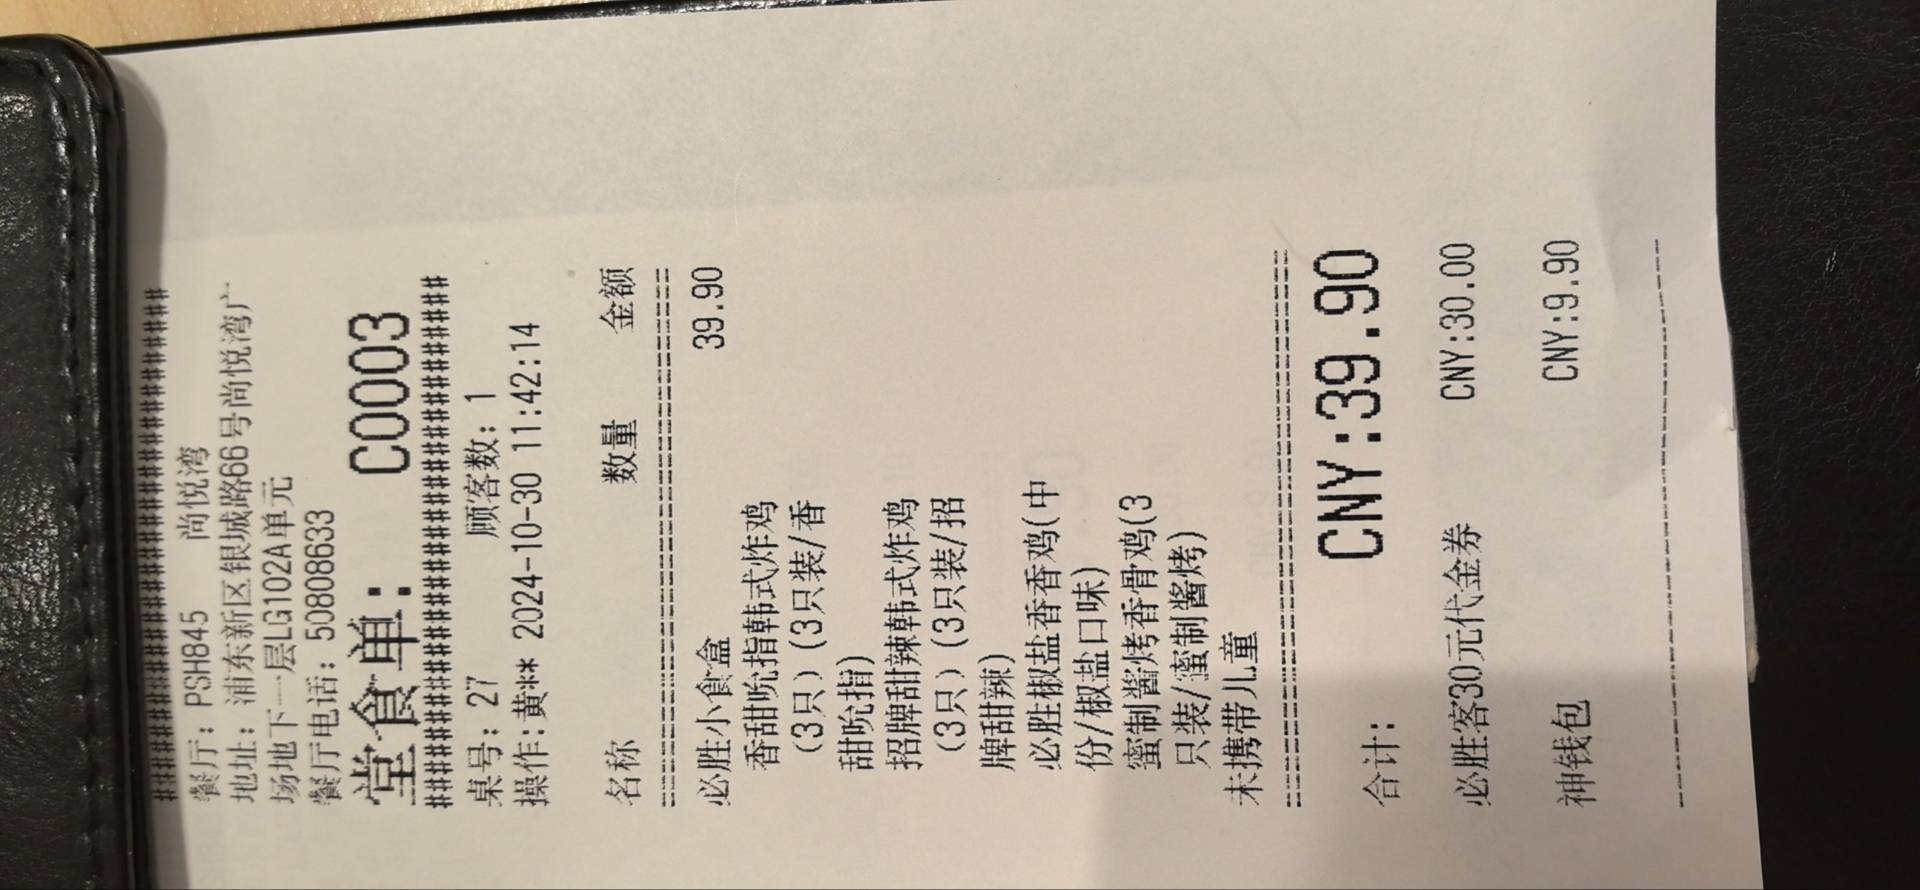 ################################
餐厅: PSH845 尚悦湾
地址: 浦东新区银城路66号尚悦湾广
场地下一层LG102A单元
餐厅电话: 50808633
堂食单: C0003
################################
桌号: 27 顾客数: 1
操作: 黄** 2024-10-30 11:42:14
名称 数量 金额
================================
必胜小食盒 39.90
香甜吮指韩式炸鸡
(3只) (3只装/香
甜吮指)
招牌甜辣韩式炸鸡
(3只) (3只装/招
牌甜辣)
必胜椒盐香香鸡(中
份/椒盐口味)
蜜制酱烤香骨鸡(3
只装/蜜制酱烤)
未携带儿童
================================
合计: CNY:39.90
必胜客30元代金券 CNY:30.00
神钱包 CNY:9.90
--------------------------------